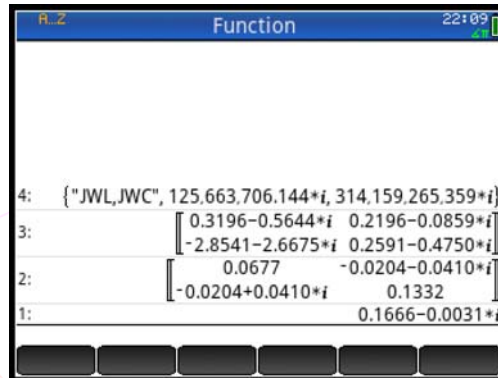 A...Z Function 22:09
∡π
4: {"JWL,JWC", 125,663,706.144*i, 314,159,265,359*i}
3: [0.3196-0.5644*i 0.2196-0.0859*i
-2.8541-2.6675*i 0.2591-0.4750*i]
2: [0.0677 -0.0204-0.0410*i
-0.0204+0.0410*i 0.1332]
1: 0.1666-0.0031*i